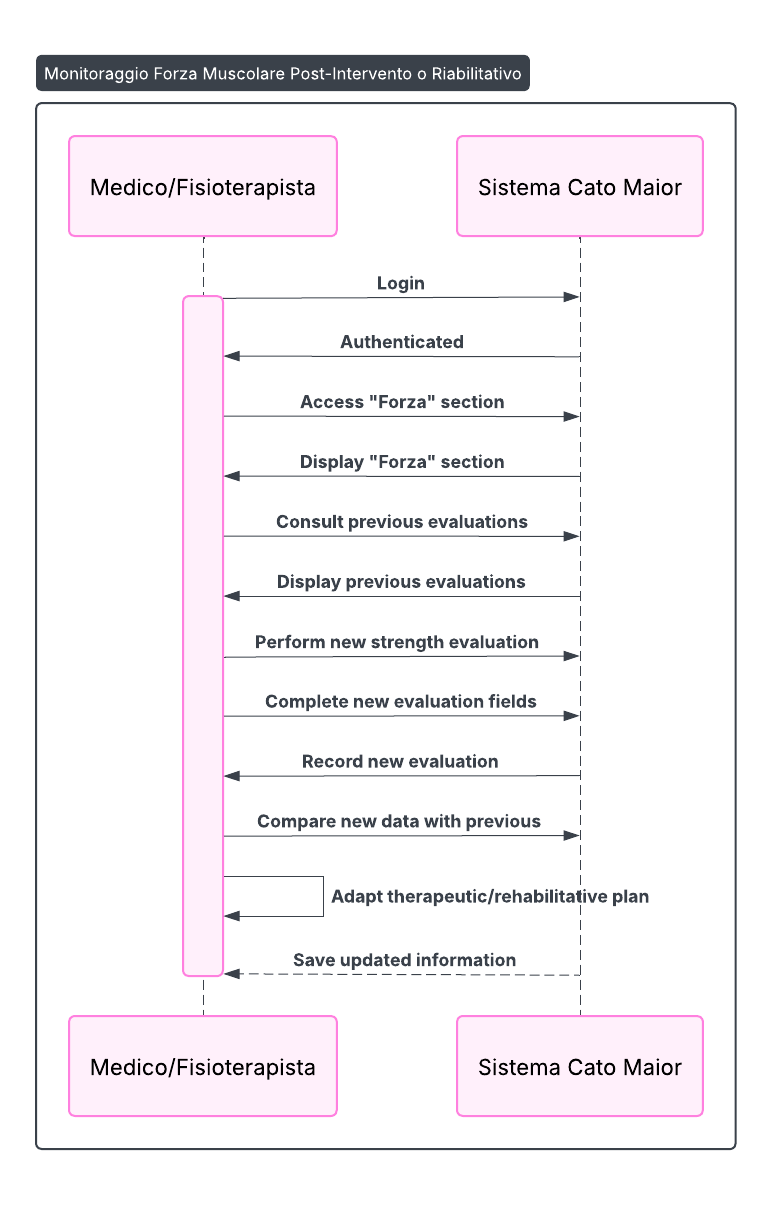 Monitoraggio Forza Muscolare Post-Intervento o Riabilitativo
Medico/Fisioterapista
Sistema Cato Maior
Login
Authenticated
Access "Forza" section
Display "Forza" section
Consult previous evaluations
Display previous evaluations
Perform new strength evaluation
Complete new evaluation fields
Record new evaluation
Compare new data with previous
Adapt therapeutic/rehabilitative plan
Save updated information
Medico/Fisioterapista
Sistema Cato Maior